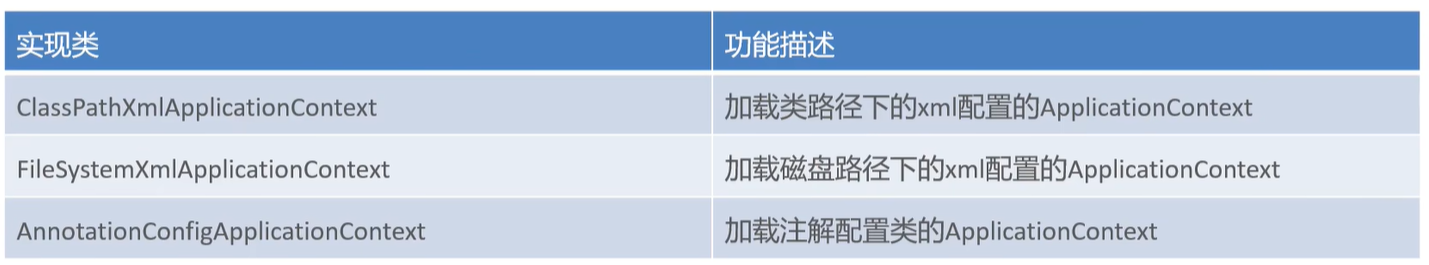 实现类 功能描述
ClassPathXmlApplicationContext 加载类路径下的xml配置的ApplicationContext
FileSystemXmlApplicationContext 加载磁盘路径下的xml配置的ApplicationContext
AnnotationConfigApplicationContext 加载注解配置类的ApplicationContext